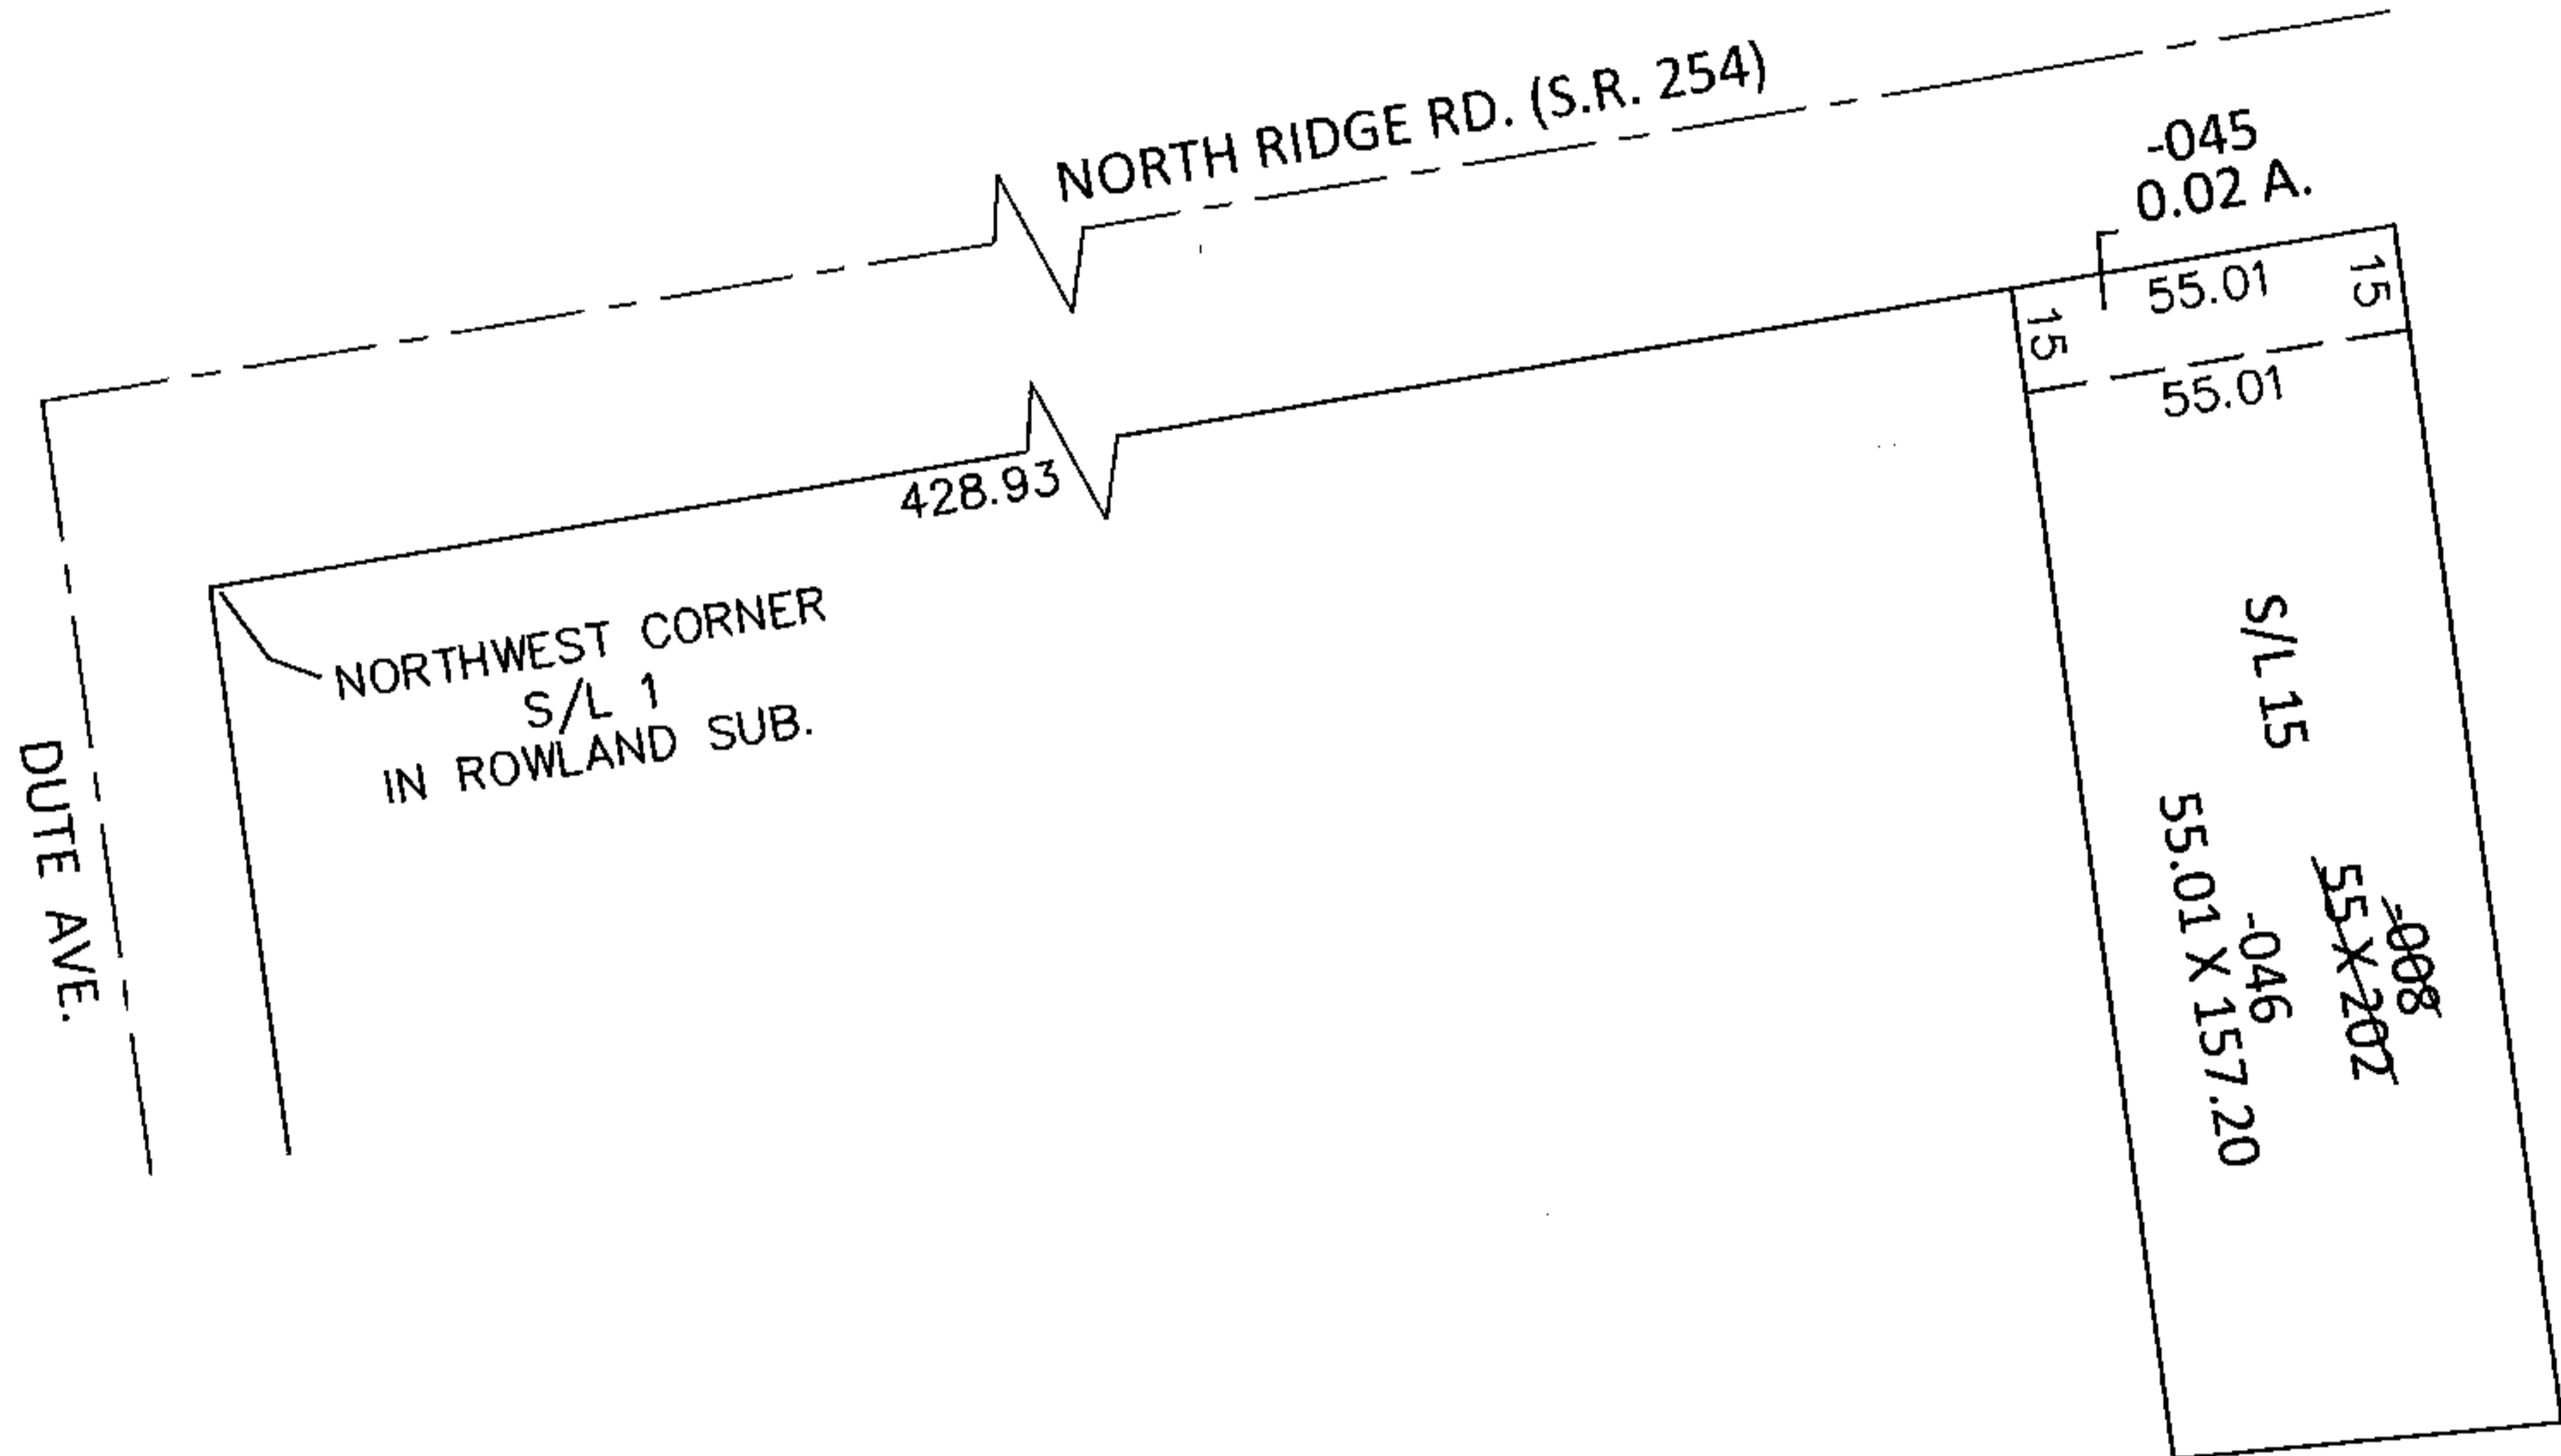 NORTH RIDGE RD. (S.R. 254)
-045
0.02 A.
55.01
15
15
55.01
428.93
NORTHWEST CORNER
S/L 1
IN ROWLAND SUB.
DUTE AVE.
S/L 15
-008
55 X 202
-046
55.01 X 157.20